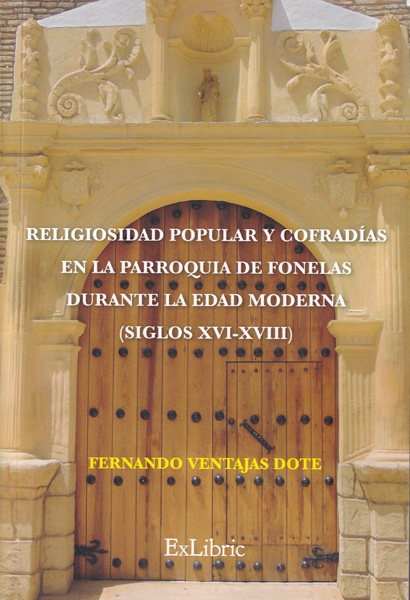 RELIGIOSIDAD POPULAR Y COFRADÍAS
EN LA PARROQUIA DE FONELAS
DURANTE LA EDAD MODERNA
(SIGLOS XVI-XVIII)
FERNANDO VENTAJAS DOTE
ExLibric